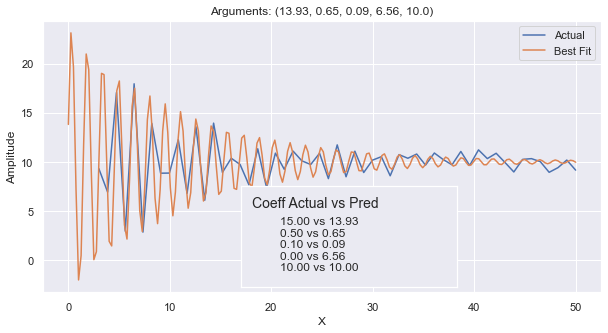 Arguments: (13.93, 0.65, 0.09, 6.56, 10.0)
Actual
Best Fit
20
15
10
5
0
Amplitude
Coeff Actual vs Pred
15.00 vs 13.93
0.50 vs 0.65
0.10 vs 0.09
0.00 vs 6.56
10.00 vs 10.00
0 10 20 30 40 50
X